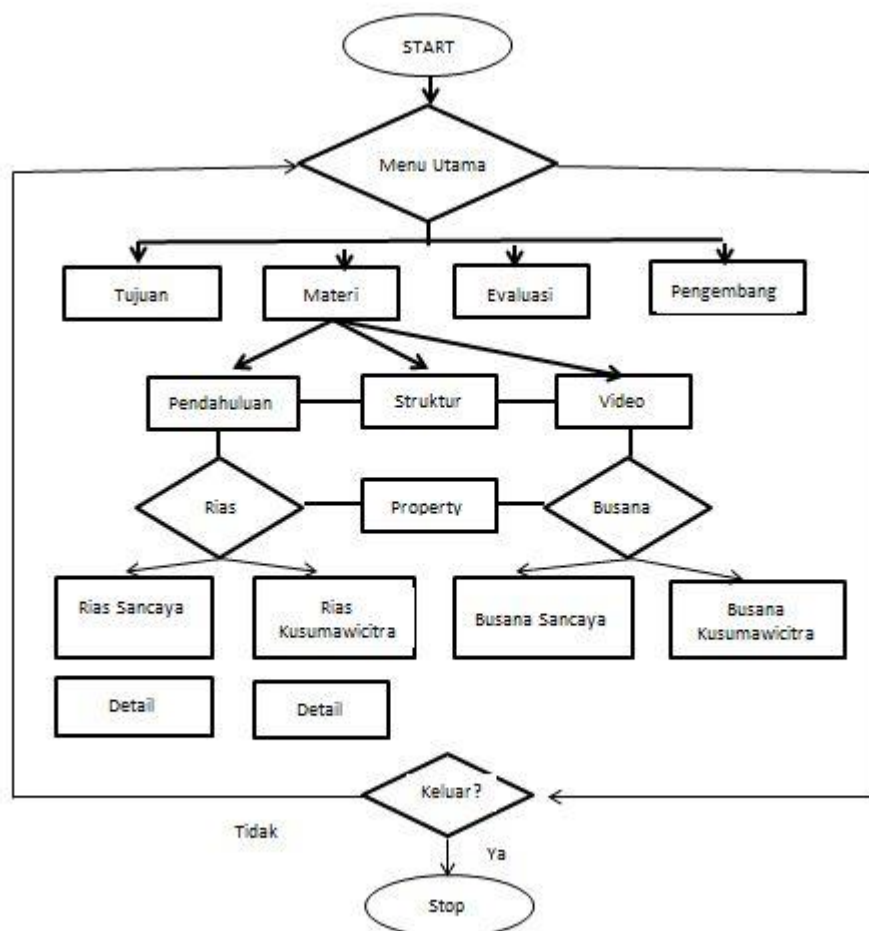 START
Menu Utama
Tujuan
Materi
Evaluasi
Pengembang
Pendahuluan
Struktur
Video
Rias
Property
Busana
Rias Sancaya
Rias
Kusumawicitra
Busana Sancaya
Busana
Kusumawicitra
Detail
Detail
Keluar?
Tidak
Ya
Stop